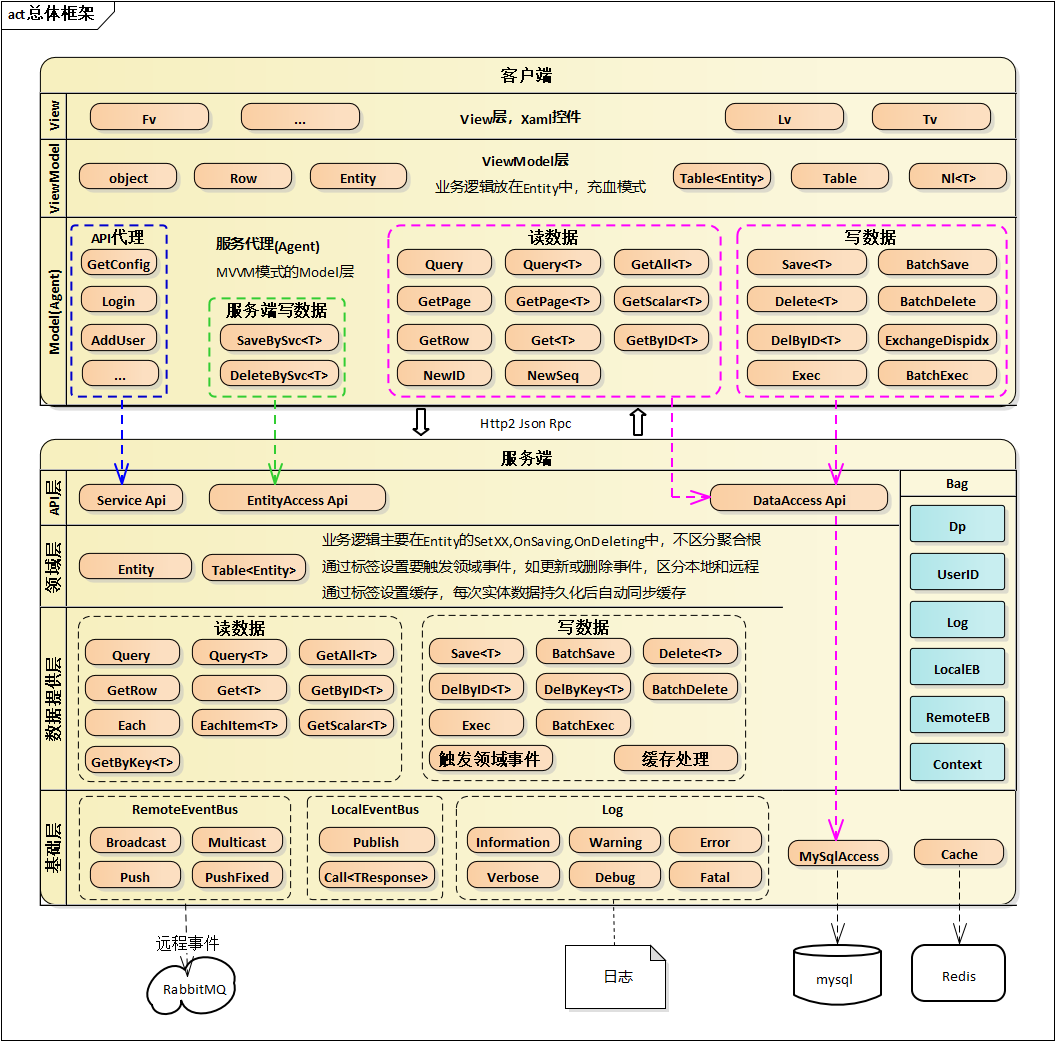 act 总体框架
客户端
View
Fv
...
View层，Xaml控件
Lv
Tv
ViewModel
object
Row
Entity
ViewModel层
业务逻辑放在Entity中，充血模式
Table<Entity>
Table
Nl<T>
Model(Agent)
API代理
GetConfig
Login
AddUser
...
服务代理(Agent)
MVVM模式的Model层
服务端写数据
SaveBySvc<T>
DeleteBySvc<T>
读数据
Query
Query<T>
GetAll<T>
GetPage
GetPage<T>
GetScalar<T>
GetRow
Get<T>
GetByID<T>
NewID
NewSeq
写数据
Save<T>
BatchSave
Delete<T>
BatchDelete
DelByID<T>
ExchangeDispidx
Exec
BatchExec
Http2 Json Rpc
服务端
API层
Service Api
EntityAccess Api
DataAccess Api
Bag
Dp
UserID
Log
LocalEB
RemoteEB
Context
领域层
Entity
Table<Entity>
业务逻辑主要在Entity的SetXX,OnSaving,OnDeleting中，不区分聚合根
通过标签设置要触发领域事件，如更新或删除事件，区分本地和远程
通过标签设置缓存，每次实体数据持久化后自动同步缓存
数据提供层
读数据
Query
Query<T>
GetAll<T>
GetRow
Get<T>
GetByID<T>
Each
EachItem<T>
GetScalar<T>
GetByKey<T>
写数据
Save<T>
BatchSave
Delete<T>
DelByID<T>
DelByKey<T>
BatchDelete
Exec
BatchExec
触发领域事件
缓存处理
基础层
RemoteEventBus
Broadcast
Multicast
Push
PushFixed
LocalEventBus
Publish
Call<TResponse>
Log
Information
Warning
Error
Verbose
Debug
Fatal
MySqlAccess
Cache
远程事件
RabbitMQ
日志
mysql
Redis